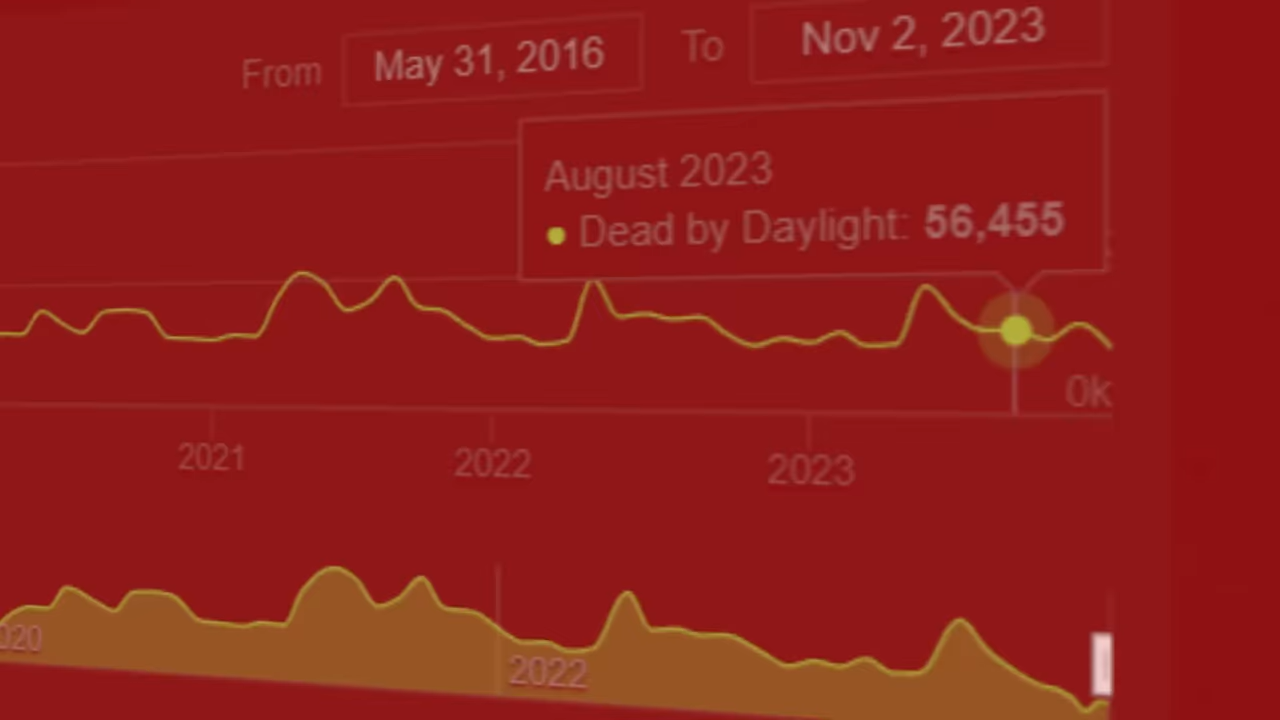 From May 31, 2016 To Nov 2, 2023
August 2023
Dead by Daylight: 56,455
0k
2021 2022 2023
020 2022